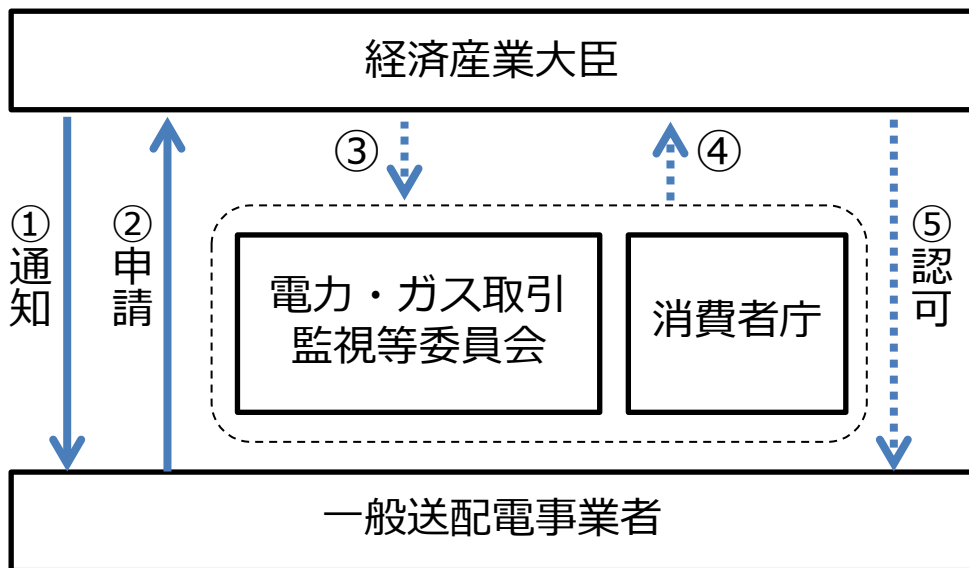 経済産業大臣
①通知
②申請
③
④
⑤認可
電力・ガス取引
監視等委員会
消費者庁
一般送配電事業者